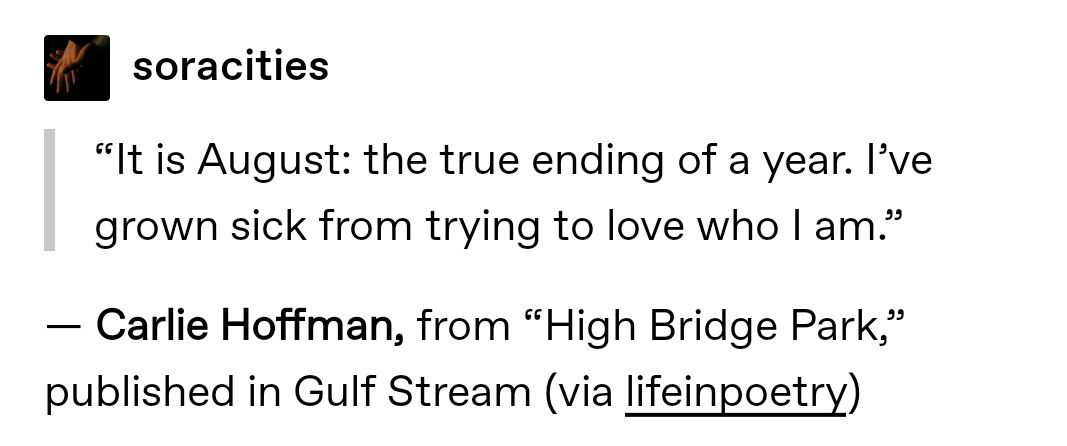 soracities
“It is August: the true ending of a year. I’ve
grown sick from trying to love who I am.”
— Carlie Hoffman, from “High Bridge Park,”
published in Gulf Stream (via lifeinpoetry)